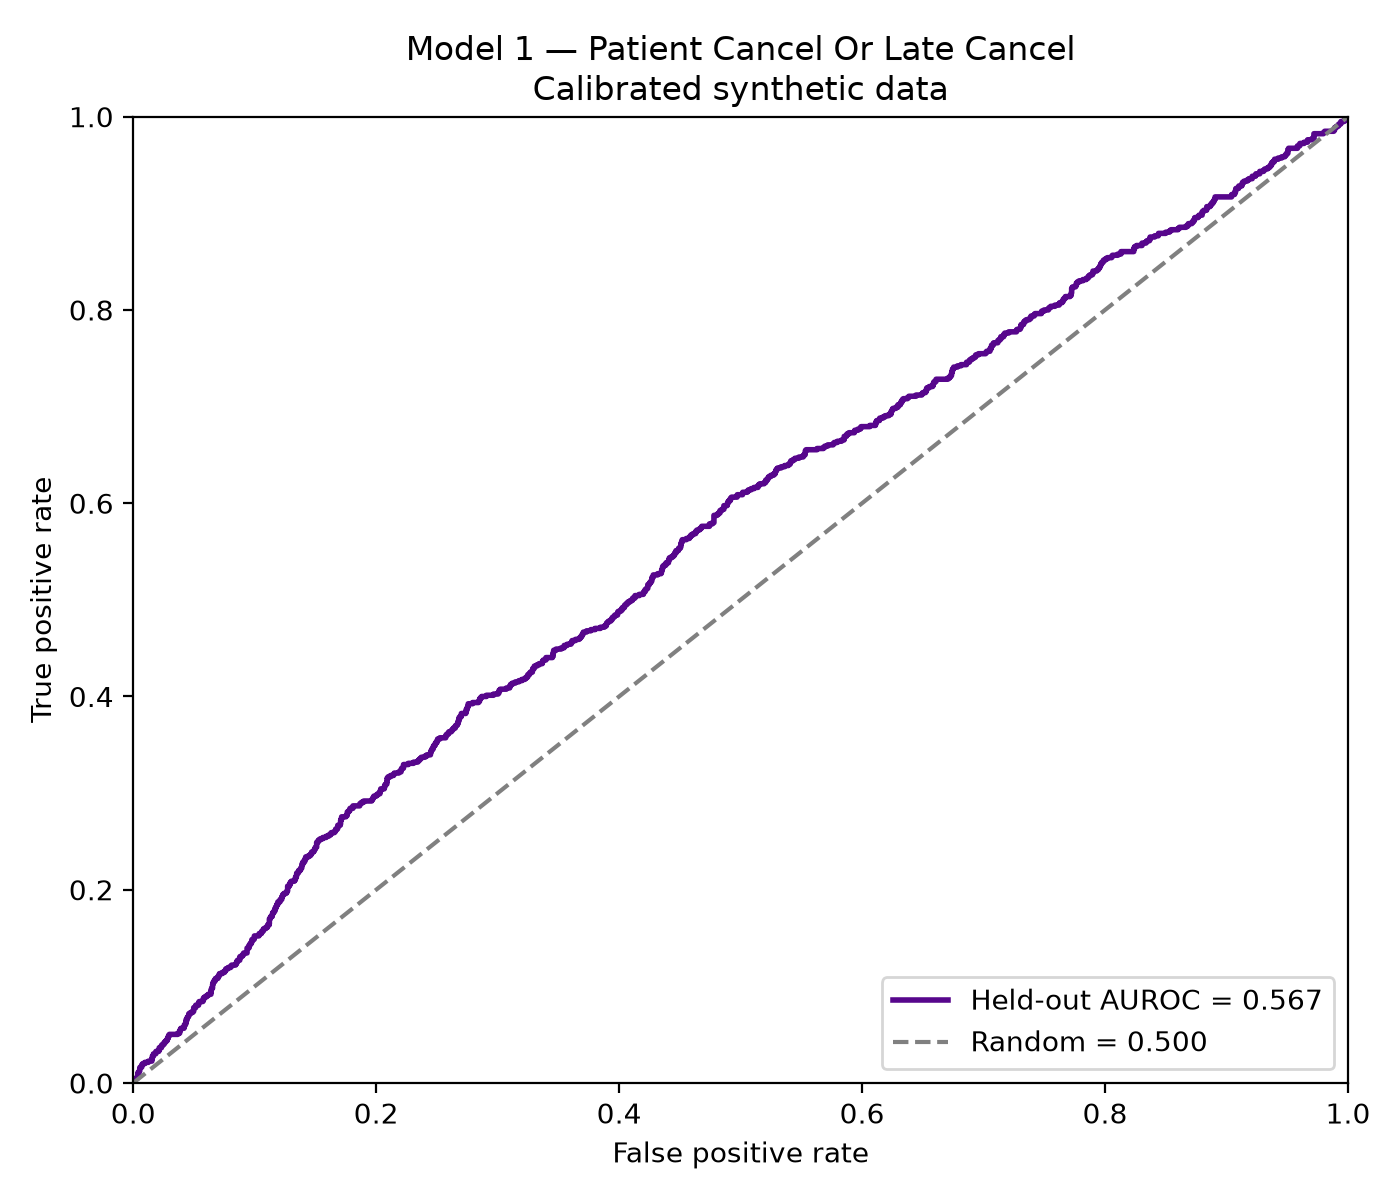 Model 1 — Patient Cancel Or Late Cancel
Calibrated synthetic data
1.0
0.8
0.6
0.4
0.2
0.0
True positive rate
Held-out AUROC = 0.567
Random = 0.500
0.0 0.2 0.4 0.6 0.8 1.0
False positive rate